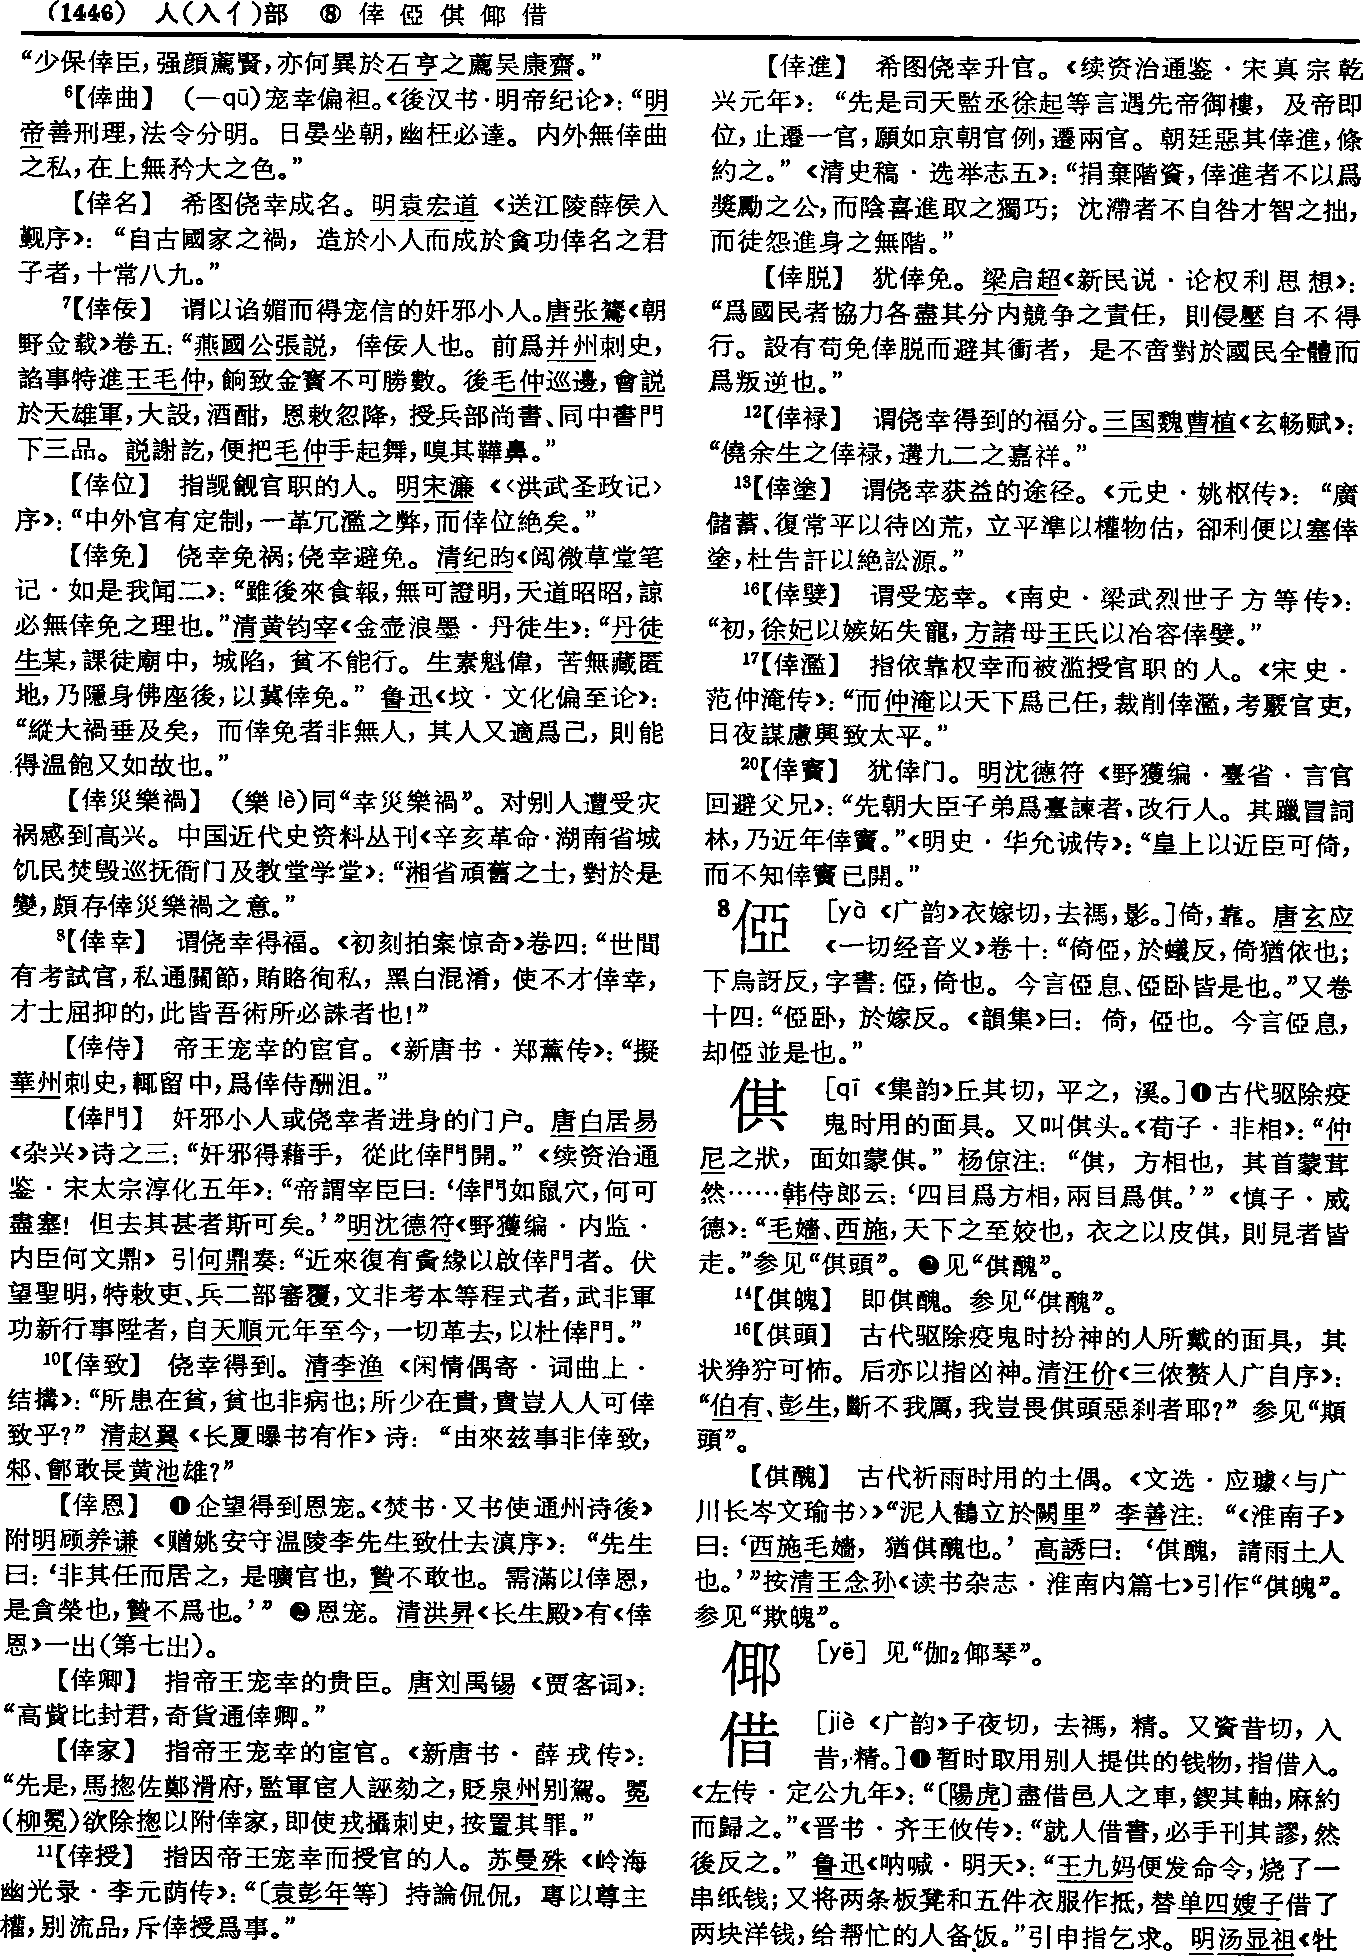 (1446) 人(入亻)部 ⑧ 倖俹倛倻借
“少保倖臣，强顔薦賢，亦何異於石亨之薦吴康齋。”
⁶【倖曲】 (—qū)宠幸偏袒。《後汉书·明帝纪论》：“明
帝善刑理，法令分明。日晏坐朝，幽枉必達。内外無倖曲
之私，在上無矜大之色。”
【倖名】 希图侥幸成名。明袁宏道《送江陵薛侯入
觐序》：“自古國家之禍，造於小人而成於貪功倖名之君
子者，十常八九。”
⁷【倖佞】 谓以谄媚而得宠信的奸邪小人。唐张鷟《朝
野佥载》卷五：“燕國公張説，倖佞人也。前爲并州刺史，
諂事特進王毛仲，餉致金寶不可勝數。後毛仲巡邊，會説
於天雄軍，大設，酒酣，恩敕忽降，授兵部尚書、同中書門
下三品。説謝訖，便把毛仲手起舞，嗅其鞾鼻。”
【倖位】 指觊觎官职的人。明宋濂《〈洪武圣政记〉
序》：“中外官有定制，一革冗濫之弊，而倖位絶矣。”
【倖免】 侥幸免祸；侥幸避免。清纪昀《阅微草堂笔
记·如是我闻二》：“雖後來食報，無可證明，天道昭昭，諒
必無倖免之理也。”清黄钧宰《金壶浪墨·丹徒生》：“丹徒
生某，課徒廟中，城陷，貧不能行。生素魁偉，苦無藏匿
地，乃隱身佛座後，以冀倖免。”鲁迅《坟·文化偏至论》：
“縱大禍垂及矣，而倖免者非無人，其人又適爲己，則能
得温飽又如故也。”
【倖災樂禍】 (樂 lè)同“幸災樂禍”。对别人遭受灾
祸感到高兴。中国近代史资料丛刊《辛亥革命·湖南省城
饥民焚毁巡抚衙门及教堂学堂》：“湘省頑舊之士，對於是
變，頗存倖災樂禍之意。”
⁸【倖幸】 谓侥幸得福。《初刻拍案惊奇》卷四：“世間
有考試官，私通關節，賄賂徇私，黑白混淆，使不才倖幸，
才士屈抑的，此皆吾術所必誅者也！”
【倖侍】 帝王宠幸的宦官。《新唐书·郑薰传》：“擬
華州刺史，輒留中，爲倖侍酬沮。”
【倖門】 奸邪小人或侥幸者进身的门户。唐白居易
《杂兴》诗之三：“奸邪得藉手，從此倖門開。”《续资治通
鉴·宋太宗淳化五年》：“帝謂宰臣曰：‘倖門如鼠穴，何可
盡塞！但去其甚者斯可矣。’”明沈德符《野獲编·内监·
内臣何文鼎》引何鼎奏：“近來復有夤緣以啟倖門者。伏
望聖明，特敕吏、兵二部審覆，文非考本等程式者，武非軍
功新行事陞者，自天順元年至今，一切革去，以杜倖門。”
¹⁰【倖致】 侥幸得到。清李渔《闲情偶寄·词曲上·
结搆》：“所患在貧，貧也非病也；所少在貴，貴豈人人可倖
致乎？”清赵翼《长夏曝书有作》诗：“由來兹事非倖致，
邾、鄫敢長黄池雄？”
【倖恩】 ❶企望得到恩宠。《焚书·又书使通州诗後》
附明顾养谦《赠姚安守温陵李先生致仕去滇序》：“先生
曰：‘非其任而居之，是曠官也，贄不敢也。需滿以倖恩，
是貪榮也，贄不爲也。’”❷恩宠。清洪昇《长生殿》有《倖
恩》一出(第七出)。
【倖卿】 指帝王宠幸的贵臣。唐刘禹锡《贾客词》：
“高貲比封君，奇貨通倖卿。”
【倖家】 指帝王宠幸的宦官。《新唐书·薛戎传》：
“先是，馬揔佐鄭滑府，監軍宦人誣劾之，貶泉州别駕。冕
(柳冕)欲除揔以附倖家，即使戎攝刺史，按置其罪。”
¹¹【倖授】 指因帝王宠幸而授官的人。苏曼殊《岭海
幽光录·李元荫传》：“〔袁彭年等〕持論侃侃，專以尊主
權，别流品，斥倖授爲事。”
【倖進】 希图侥幸升官。《续资治通鉴·宋真宗乾
兴元年》：“先是司天監丞徐起等言遇先帝御樓，及帝即
位，止遷一官，願如京朝官例，遷兩官。朝廷惡其倖進，條
約之。”《清史稿·选举志五》：“捐棄階資，倖進者不以爲
奬勵之公，而陰喜進取之獨巧；沈滯者不自咎才智之拙，
而徒怨進身之無階。”
【倖脱】 犹倖免。梁启超《新民说·论权利思想》：
“爲國民者協力各盡其分内競争之責任，則侵壓自不得
行。設有苟免倖脱而避其衝者，是不啻對於國民全體而
爲叛逆也。”
¹²【倖禄】 谓侥幸得到的福分。三国魏曹植《玄畅赋》：
“僥余生之倖禄，遘九二之嘉祥。”
¹³【倖塗】 谓侥幸获益的途径。《元史·姚枢传》：“廣
儲蓄、復常平以待凶荒，立平準以權物估，卻利便以塞倖
塗，杜告訐以絶訟源。”
¹⁶【倖嬖】 谓受宠幸。《南史·梁武烈世子方等传》：
“初，徐妃以嫉妬失寵，方諸母王氏以冶容倖嬖。”
¹⁷【倖濫】 指依靠权幸而被滥授官职的人。《宋史·
范仲淹传》：“而仲淹以天下爲己任，裁削倖濫，考覈官吏，
日夜謀慮興致太平。”
²⁰【倖竇】 犹倖门。明沈德符《野獲编·臺省·言官
回避父兄》：“先朝大臣子弟爲臺諫者，改行人。其躐冒詞
林，乃近年倖竇。”《明史·华允诚传》：“皇上以近臣可倚，
而不知倖竇已開。”
8俹 [yà 《广韵》衣嫁切，去禡，影。]倚，靠。唐玄应
《一切经音义》卷十：“倚俹，於蟻反，倚猶依也；
下烏訝反，字書：俹，倚也。今言俹息、俹卧皆是也。”又卷
十四：“俹卧，於嫁反。《韻集》曰：倚，俹也。今言俹息，
却俹並是也。”
倛 [qī 《集韵》丘其切，平之，溪。]❶古代驱除疫
鬼时用的面具。又叫倛头。《荀子·非相》：“仲
尼之狀，面如蒙倛。”杨倞注：“倛，方相也，其首蒙茸
然……韩侍郎云：‘四目爲方相，兩目爲倛。’”《慎子·威
德》：“毛嬙、西施，天下之至姣也，衣之以皮倛，則見者皆
走。”参见“倛頭”。❷见“倛醜”。
¹⁴【倛魄】 即倛醜。参见“倛醜”。
¹⁶【倛頭】 古代驱除疫鬼时扮神的人所戴的面具，其
状狰狞可怖。后亦以指凶神。清汪价《三侬赘人广自序》：
“伯有、彭生，斷不我厲，我豈畏倛頭惡刹者耶？”参见“䫏
頭”。
【倛醜】 古代祈雨时用的土偶。《文选·应璩〈与广
川长岑文瑜书〉》“泥人鶴立於闕里”李善注：“《淮南子》
曰：‘西施毛嬙，猶倛醜也。’高誘曰：‘倛醜，請雨土人
也。’”按清王念孙《读书杂志·淮南内篇七》引作“倛魄”。
参见“欺魄”。
倻 [yē] 见“伽₂倻琴”。
借 [jiè 《广韵》子夜切，去禡，精。又資昔切，入
昔，精。]❶暂时取用别人提供的钱物，指借入。
《左传·定公九年》：“〔陽虎〕盡借邑人之車，鍥其軸，麻約
而歸之。”《晋书·齐王攸传》：“就人借書，必手刊其謬，然
後反之。”鲁迅《呐喊·明天》：“王九妈便发命令，烧了一
串纸钱；又将两条板凳和五件衣服作抵，替单四嫂子借了
两块洋钱，给帮忙的人备饭。”引申指乞求。明汤显祖《牡